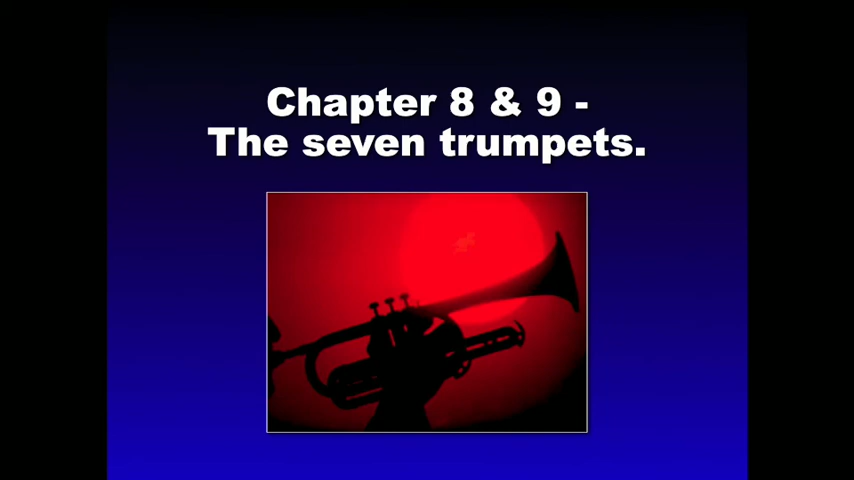 Chapter 8 & 9 -
The seven trumpets.